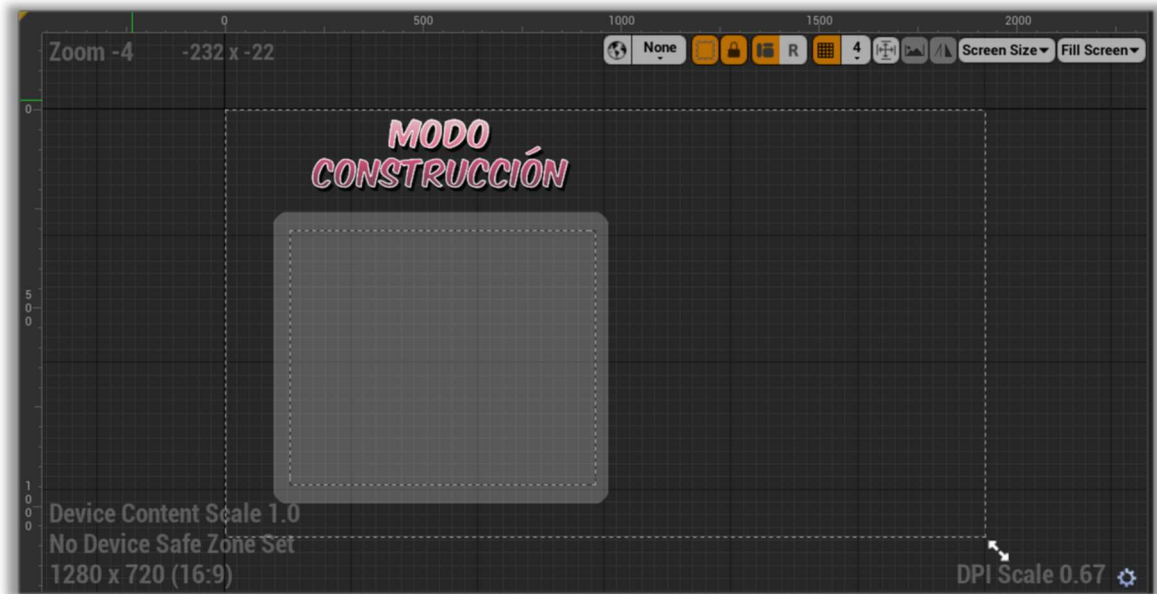 0 500 1000 1500 2000
Zoom -4 -232 x -22 None R 4 Screen Size Fill Screen
0
MODO
CONSTRUCCIÓN
500
1000
Device Content Scale 1.0
No Device Safe Zone Set
1280 x 720 (16:9) DPI Scale 0.67